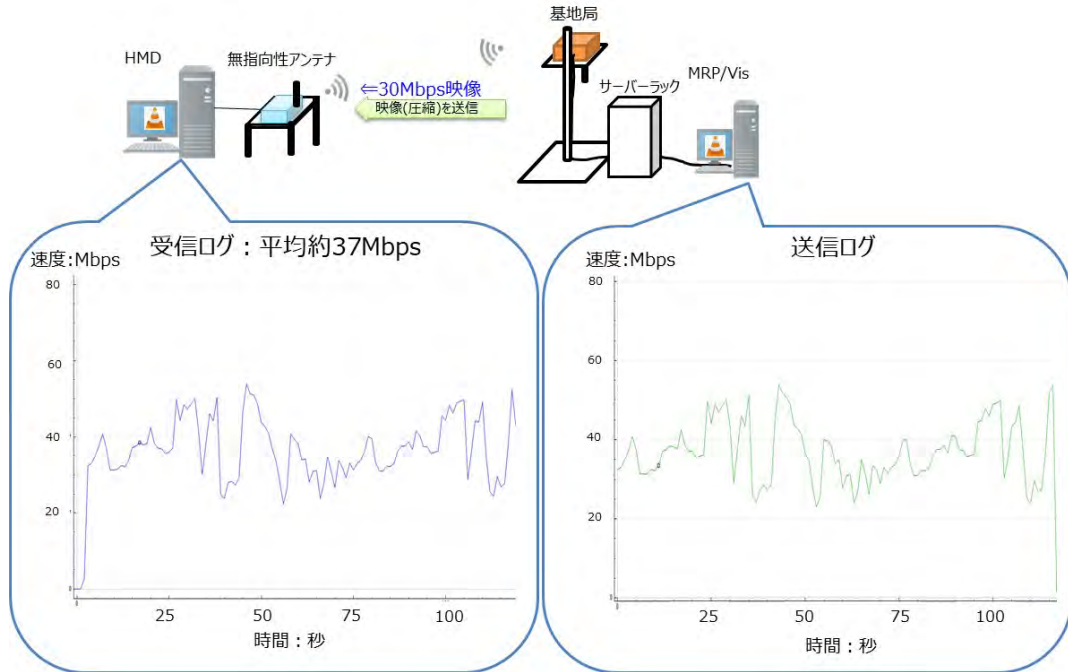 基地局
HMD
無指向性アンテナ
MRP/Vis
サーバーラック
⇐30Mbps映像
映像(圧縮)を送信
受信ログ：平均約37Mbps
速度:Mbps
80
60
40
20
0
25
50
75
100
時間：秒
送信ログ
速度:Mbps
80
60
40
20
0
25
50
75
100
時間：秒